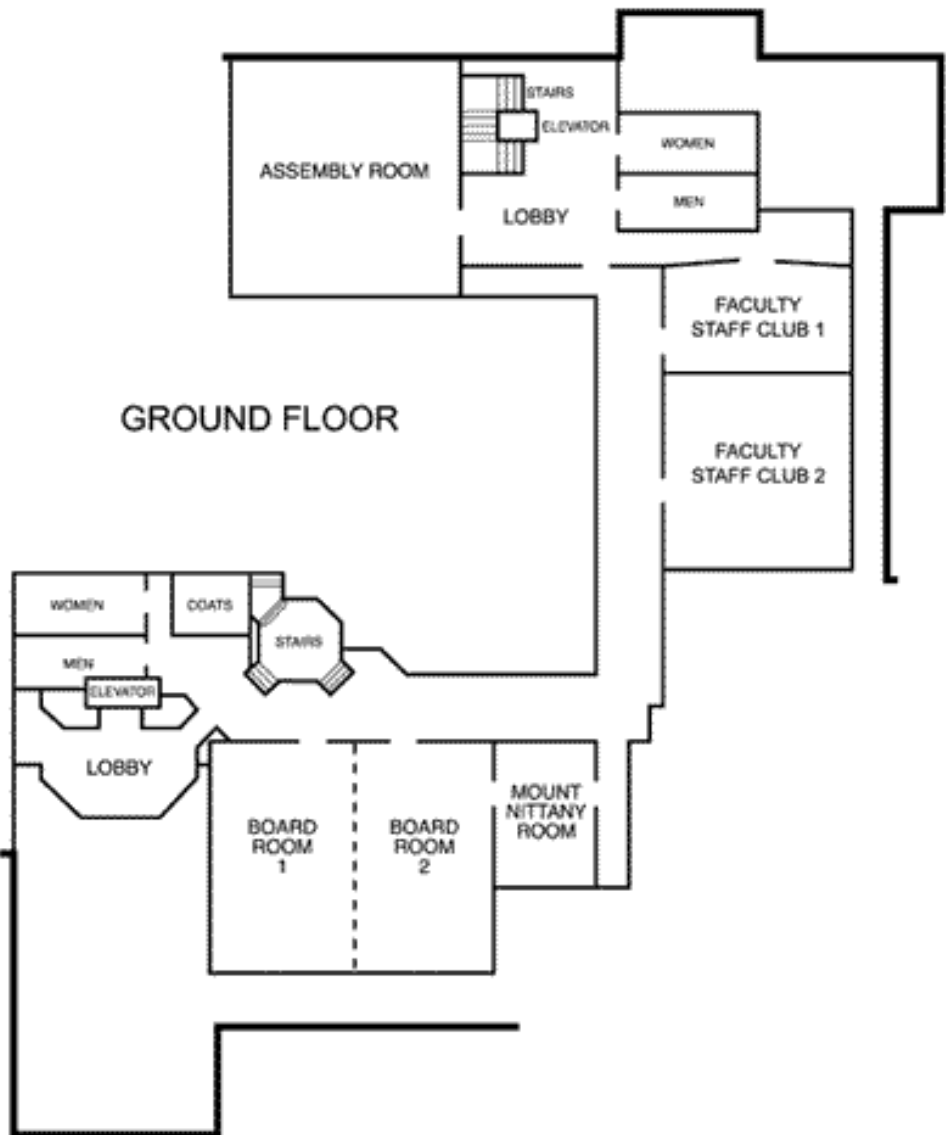 STAIRS
ELEVATOR
WOMEN
ASSEMBLY ROOM
MEN
LOBBY
FACULTY
STAFF CLUB 1
GROUND FLOOR
FACULTY
STAFF CLUB 2
WOMEN
COATS
STAIRS
MEN
ELEVATOR
LOBBY
BOARD
ROOM
1
BOARD
ROOM
2
MOUNT
NITTANY
ROOM